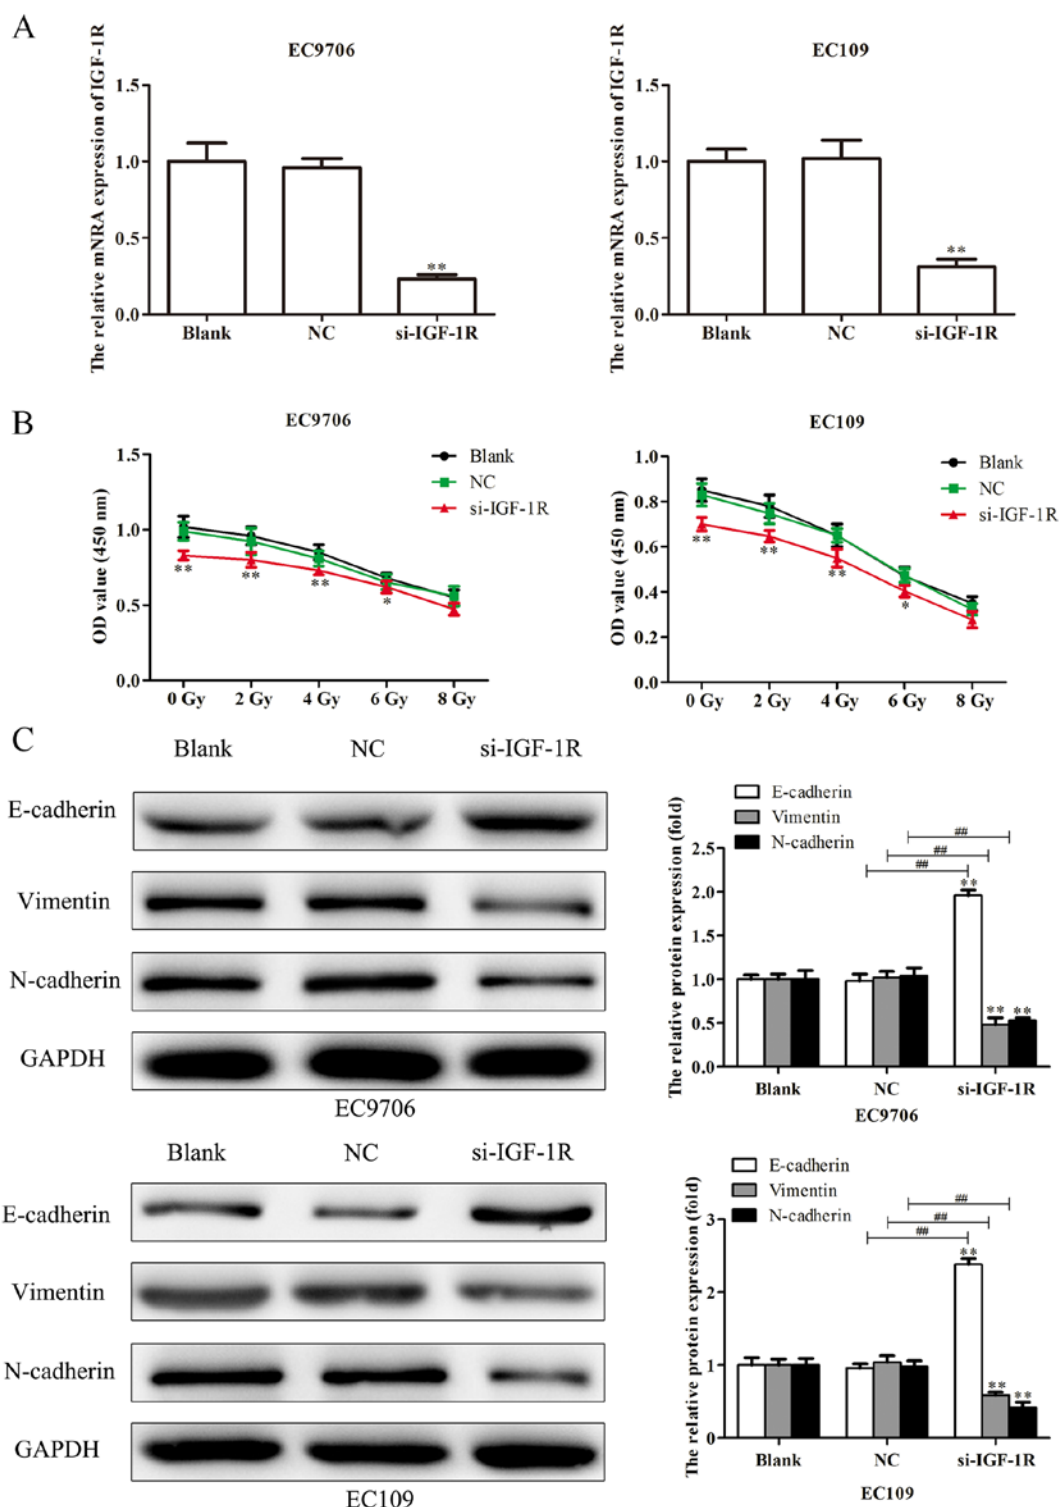 A
EC9706
The relative mNRA expression of IGF-1R
1.5
1.0
0.5
0.0
**
Blank NC si-IGF-1R
EC109
The relative mNRA expression of IGF-1R
1.5
1.0
0.5
0.0
**
Blank NC si-IGF-1R
B
EC9706
OD value (450 nm)
1.5
1.0
0.5
0.0
Blank
NC
si-IGF-1R
** ** ** *
0 Gy 2 Gy 4 Gy 6 Gy 8 Gy
EC109
OD value (450 nm)
1.0
0.8
0.6
0.4
0.2
0.0
Blank
NC
si-IGF-1R
** ** ** *
0 Gy 2 Gy 4 Gy 6 Gy 8 Gy
C
Blank NC si-IGF-1R
E-cadherin
Vimentin
N-cadherin
GAPDH
EC9706
E-cadherin
Vimentin
N-cadherin
The relative protein expression (fold)
2.5
2.0
1.5
1.0
0.5
0.0
##
##
##
**
** **
Blank NC si-IGF-1R
EC9706
Blank NC si-IGF-1R
E-cadherin
Vimentin
N-cadherin
GAPDH
EC109
E-cadherin
Vimentin
N-cadherin
The relative protein expression (fold)
3
2
1
0
##
##
##
**
** **
Blank NC si-IGF-1R
EC109